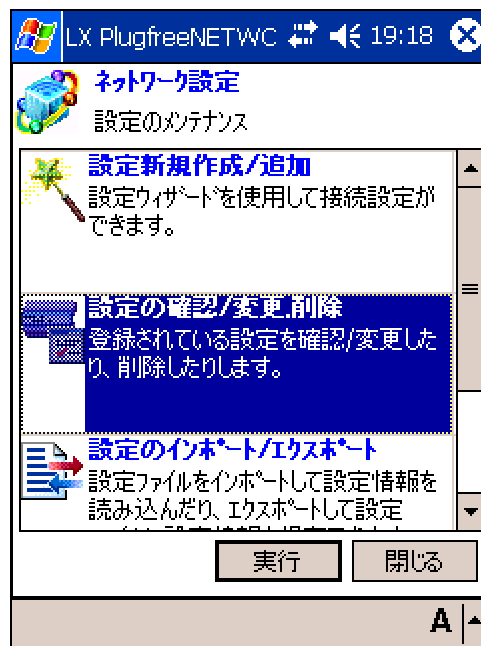 LX PlugfreeNETWC 19:18
ネットワーク設定
設定のメンテナンス
設定新規作成/追加
設定ウィザードを使用して接続設定が
できます。
設定の確認/変更.削除
登録されている設定を確認/変更した
り、削除したりします。
設定のインポート/エクスポート
設定ファイルをインポートして設定情報を
読み込んだり、エクスポートして設定
実行 閉じる
A